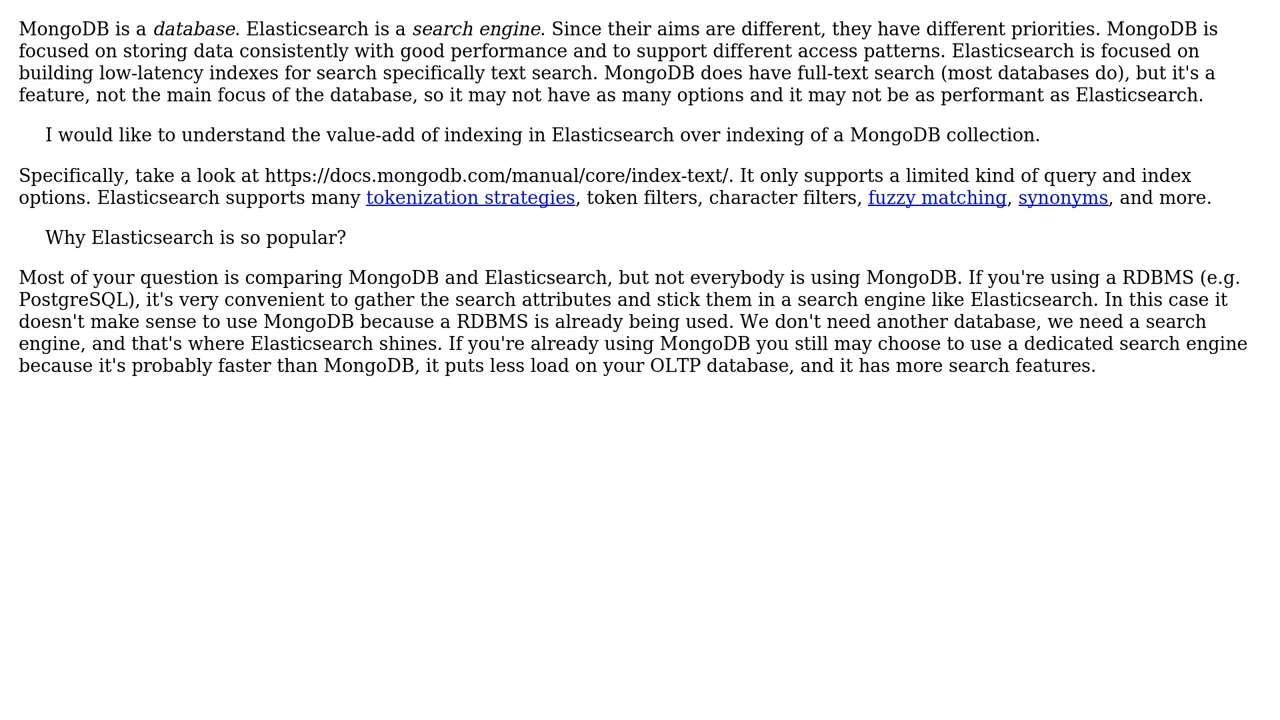 MongoDB is a database. Elasticsearch is a search engine. Since their aims are different, they have different priorities. MongoDB is
focused on storing data consistently with good performance and to support different access patterns. Elasticsearch is focused on
building low-latency indexes for search specifically text search. MongoDB does have full-text search (most databases do), but it's a
feature, not the main focus of the database, so it may not have as many options and it may not be as performant as Elasticsearch.
I would like to understand the value-add of indexing in Elasticsearch over indexing of a MongoDB collection.
Specifically, take a look at https://docs.mongodb.com/manual/core/index-text/. It only supports a limited kind of query and index
options. Elasticsearch supports many tokenization strategies, token filters, character filters, fuzzy matching, synonyms, and more.
Why Elasticsearch is so popular?
Most of your question is comparing MongoDB and Elasticsearch, but not everybody is using MongoDB. If you're using a RDBMS (e.g.
PostgreSQL), it's very convenient to gather the search attributes and stick them in a search engine like Elasticsearch. In this case it
doesn't make sense to use MongoDB because a RDBMS is already being used. We don't need another database, we need a search
engine, and that's where Elasticsearch shines. If you're already using MongoDB you still may choose to use a dedicated search engine
because it's probably faster than MongoDB, it puts less load on your OLTP database, and it has more search features.